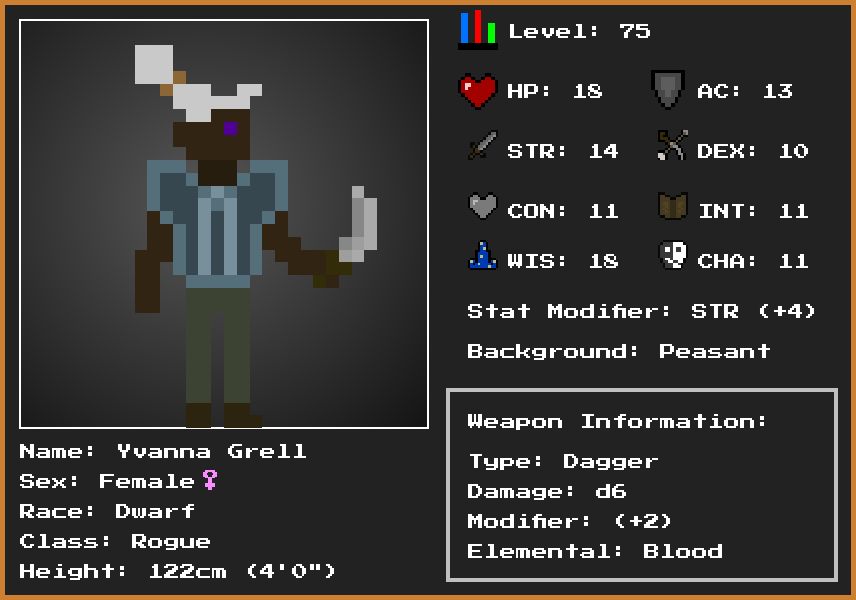 Level: 75
HP: 18 AC: 13
STR: 14 DEX: 10
CON: 11 INT: 11
WIS: 18 CHA: 11
Stat Modifier: STR (+4)
Background: Peasant
Weapon Information:
Type: Dagger
Damage: d6
Modifier: (+2)
Elemental: Blood
Name: Yvanna Grell
Sex: Female♀
Race: Dwarf
Class: Rogue
Height: 122cm (4'0")